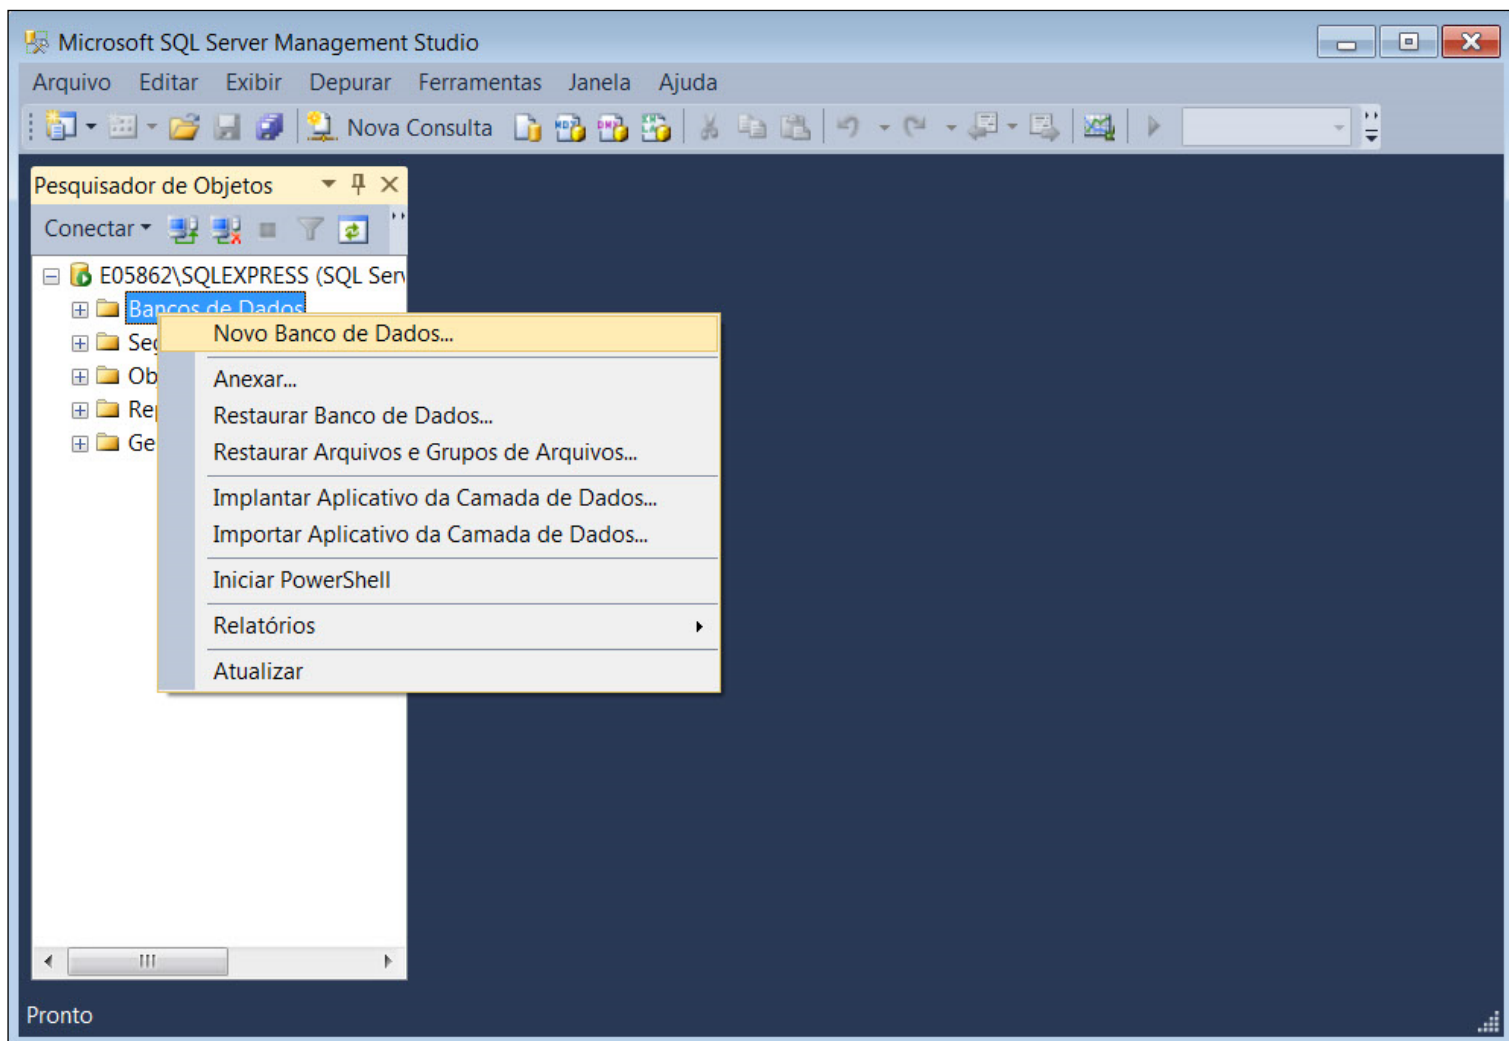 Microsoft SQL Server Management Studio
Arquivo Editar Exibir Depurar Ferramentas Janela Ajuda
Nova Consulta
Pesquisador de Objetos
Conectar
E05862\SQLEXPRESS (SQL Serv
Bancos de Dados
Seg
Ob
Re
Ge
Novo Banco de Dados...
Anexar...
Restaurar Banco de Dados...
Restaurar Arquivos e Grupos de Arquivos...
Implantar Aplicativo da Camada de Dados...
Importar Aplicativo da Camada de Dados...
Iniciar PowerShell
Relatórios
Atualizar
Pronto